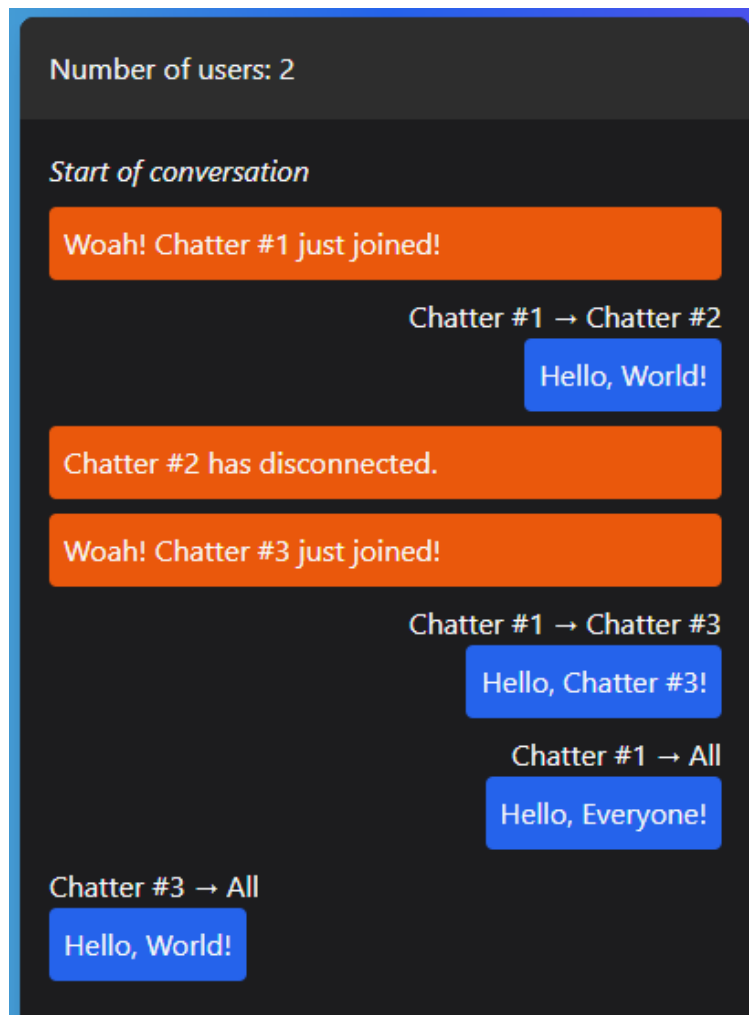 Number of users: 2
Start of conversation
Woah! Chatter #1 just joined!
Chatter #1 → Chatter #2
Hello, World!
Chatter #2 has disconnected.
Woah! Chatter #3 just joined!
Chatter #1 → Chatter #3
Hello, Chatter #3!
Chatter #1 → All
Hello, Everyone!
Chatter #3 → All
Hello, World!